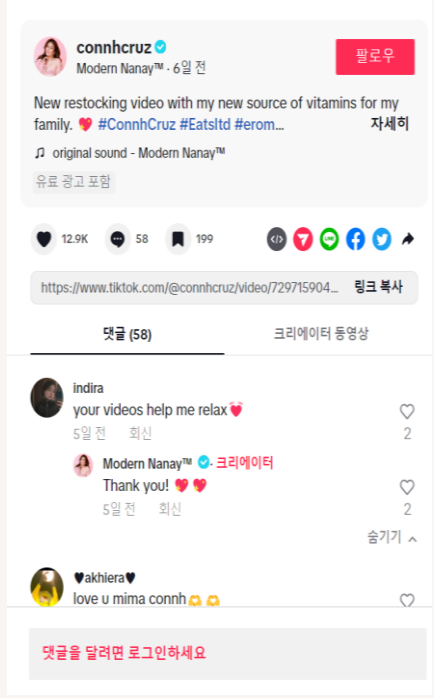 connhcruz
Modern Nanay™ · 6일 전
팔로우
New restocking video with my new source of vitamins for my
family. 💖 #ConnhCruz #Eatsltd #erom...
자세히
♫ original sound - Modern Nanay™
유료 광고 포함
12.9K
58
199
</>
LINE
https://www.tiktok.com/@connhcruz/video/729715904...
링크 복사
댓글 (58)
크리에이터 동영상
indira
your videos help me relax💓
5일 전 회신
2
Modern Nanay™ · 크리에이터
Thank you! 💖 💖
5일 전 회신
2
숨기기
♥akhiera♥
love u mima connh🫶🫶
댓글을 달려면 로그인하세요